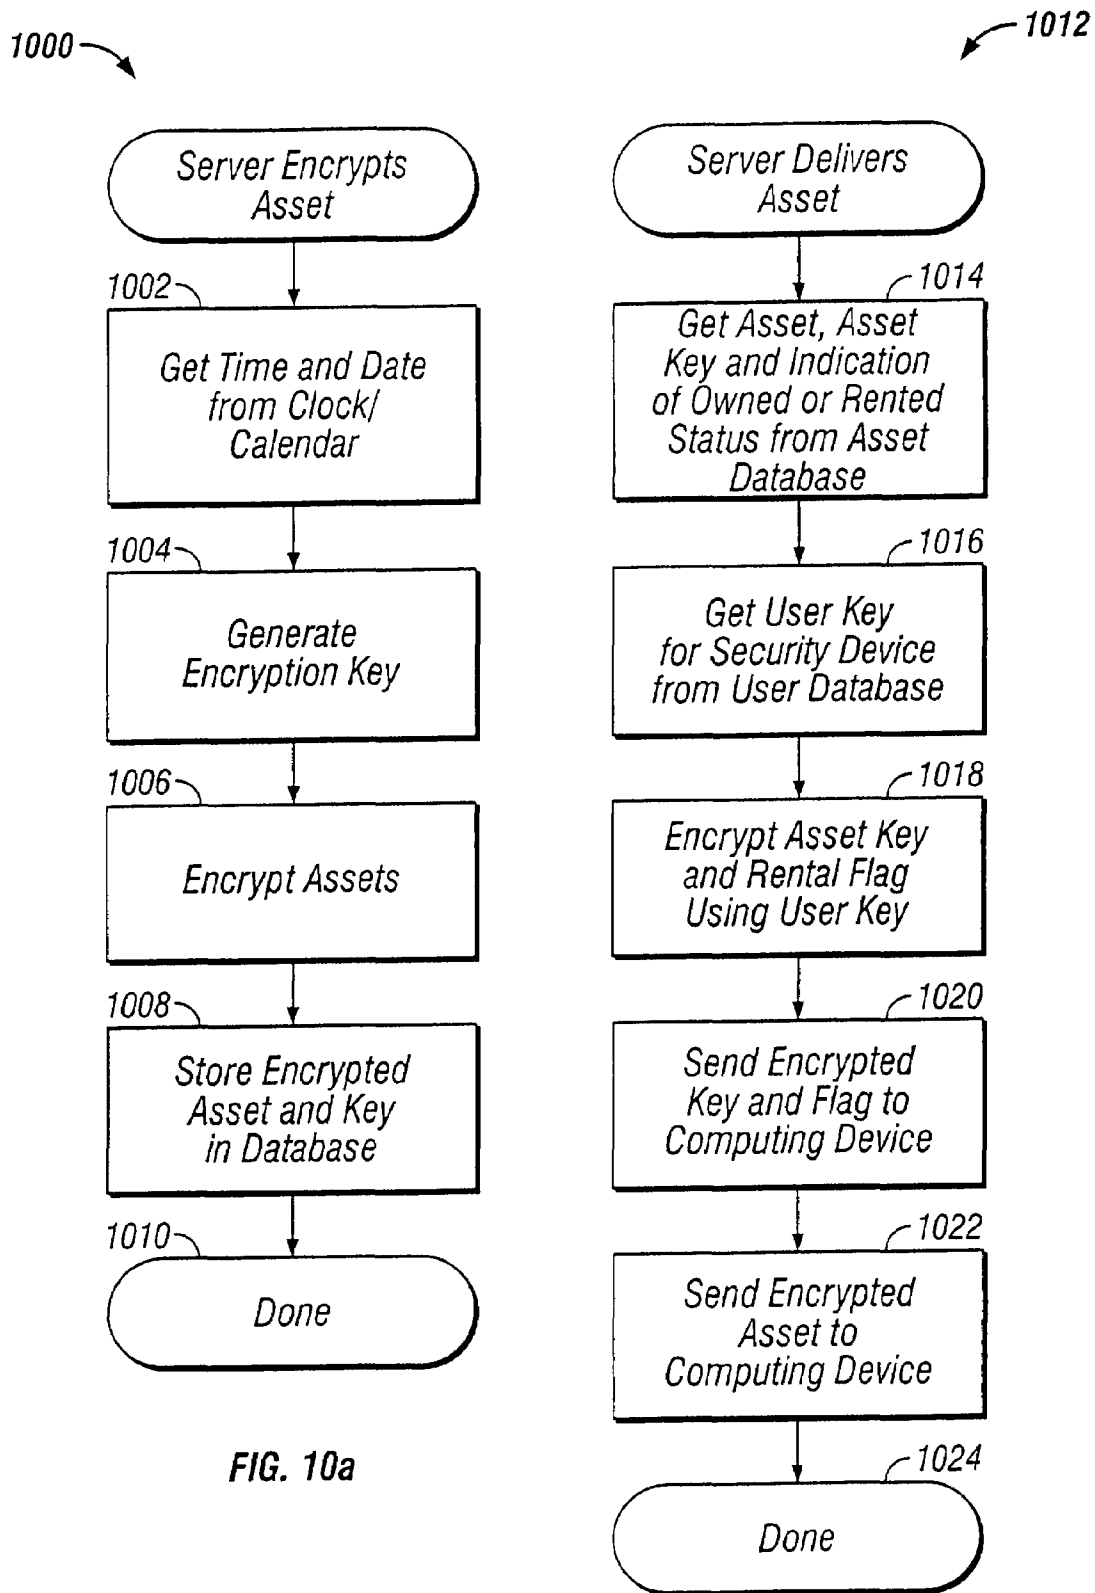 1000
Server Encrypts
Asset
1002
Get Time and Date
from Clock/
Calendar
1004
Generate
Encryption Key
1006
Encrypt Assets
1008
Store Encrypted
Asset and Key
in Database
1010
Done
FIG. 10a
1012
Server Delivers
Asset
1014
Get Asset, Asset
Key and Indication
of Owned or Rented
Status from Asset
Database
1016
Get User Key
for Security Device
from User Database
1018
Encrypt Asset Key
and Rental Flag
Using User Key
1020
Send Encrypted
Key and Flag to
Computing Device
1022
Send Encrypted
Asset to
Computing Device
1024
Done